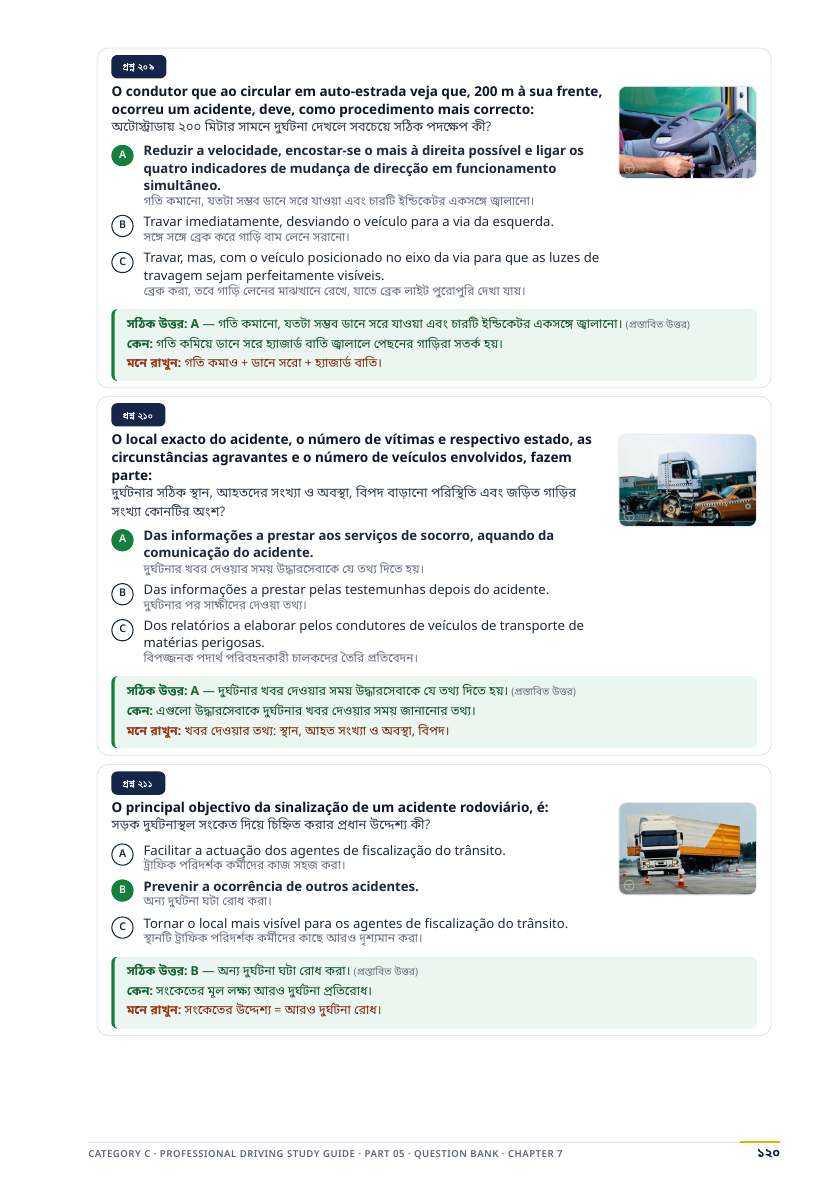 প্রশ্ন ২০৯
O condutor que ao circular em auto-estrada veja que, 200 m à sua frente,
ocorreu um acidente, deve, como procedimento mais correcto:
অটোস্ট্রাডায় ২০০ মিটার সামনে দুর্ঘটনা দেখলে সবচেয়ে সঠিক পদক্ষেপ কী?
A Reduzir a velocidade, encostar-se o mais à direita possível e ligar os
quatro indicadores de mudança de direcção em funcionamento
simultâneo.
গতি কমানো, যতটা সম্ভব ডানে সরে যাওয়া এবং চারটি ইন্ডিকেটর একসঙ্গে জ্বালানো।
B Travar imediatamente, desviando o veículo para a via da esquerda.
সঙ্গে সঙ্গে ব্রেক করে গাড়ি বাম লেনে সরানো।
C Travar, mas, com o veículo posicionado no eixo da via para que as luzes de
travagem sejam perfeitamente visíveis.
ব্রেক করা, তবে গাড়ি লেনের মাঝখানে রেখে, যাতে ব্রেক লাইট পুরোপুরি দেখা যায়।
সঠিক উত্তর: A — গতি কমানো, যতটা সম্ভব ডানে সরে যাওয়া এবং চারটি ইন্ডিকেটর একসঙ্গে জ্বালানো। (প্রস্তাবিত উত্তর)
কেন: গতি কমিয়ে ডানে সরে হ্যাজার্ড বাতি জ্বালালে পেছনের গাড়িরা সতর্ক হয়।
মনে রাখুন: গতি কমাও + ডানে সরো + হ্যাজার্ড বাতি।
প্রশ্ন ২১০
O local exacto do acidente, o número de vítimas e respectivo estado, as
circunstâncias agravantes e o número de veículos envolvidos, fazem
parte:
দুর্ঘটনার সঠিক স্থান, আহতদের সংখ্যা ও অবস্থা, বিপদ বাড়ানো পরিস্থিতি এবং জড়িত গাড়ির
সংখ্যা কোনটির অংশ?
A Das informações a prestar aos serviços de socorro, aquando da
comunicação do acidente.
দুর্ঘটনার খবর দেওয়ার সময় উদ্ধারসেবাকে যে তথ্য দিতে হয়।
B Das informações a prestar pelas testemunhas depois do acidente.
দুর্ঘটনার পর সাক্ষীদের দেওয়া তথ্য।
C Dos relatórios a elaborar pelos condutores de veículos de transporte de
matérias perigosas.
বিপজ্জনক পদার্থ পরিবহনকারী চালকদের তৈরি প্রতিবেদন।
সঠিক উত্তর: A — দুর্ঘটনার খবর দেওয়ার সময় উদ্ধারসেবাকে যে তথ্য দিতে হয়। (প্রস্তাবিত উত্তর)
কেন: এগুলো উদ্ধারসেবাকে দুর্ঘটনার খবর দেওয়ার সময় জানানোর তথ্য।
মনে রাখুন: খবর দেওয়ার তথ্য: স্থান, আহত সংখ্যা ও অবস্থা, বিপদ।
প্রশ্ন ২১১
O principal objectivo da sinalização de um acidente rodoviário, é:
সড়ক দুর্ঘটনাস্থল সংকেত দিয়ে চিহ্নিত করার প্রধান উদ্দেশ্য কী?
A Facilitar a actuação dos agentes de fiscalização do trânsito.
ট্রাফিক পরিদর্শক কর্মীদের কাজ সহজ করা।
B Prevenir a ocorrência de outros acidentes.
অন্য দুর্ঘটনা ঘটা রোধ করা।
C Tornar o local mais visível para os agentes de fiscalização do trânsito.
স্থানটি ট্রাফিক পরিদর্শক কর্মীদের কাছে আরও দৃশ্যমান করা।
সঠিক উত্তর: B — অন্য দুর্ঘটনা ঘটা রোধ করা। (প্রস্তাবিত উত্তর)
কেন: সংকেতের মূল লক্ষ্য আরও দুর্ঘটনা প্রতিরোধ।
মনে রাখুন: সংকেতের উদ্দেশ্য = আরও দুর্ঘটনা রোধ।
CATEGORY C · PROFESSIONAL DRIVING STUDY GUIDE · PART 05 · QUESTION BANK · CHAPTER 7
১২০